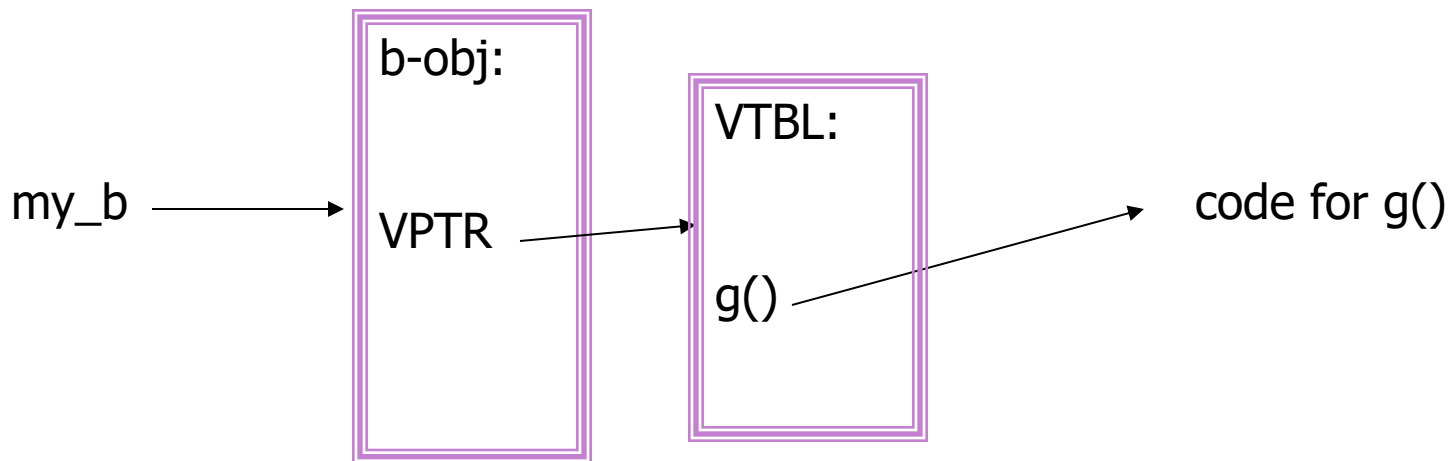 b-obj:
VTBL:
my_b
VPTR
code for g()
g()